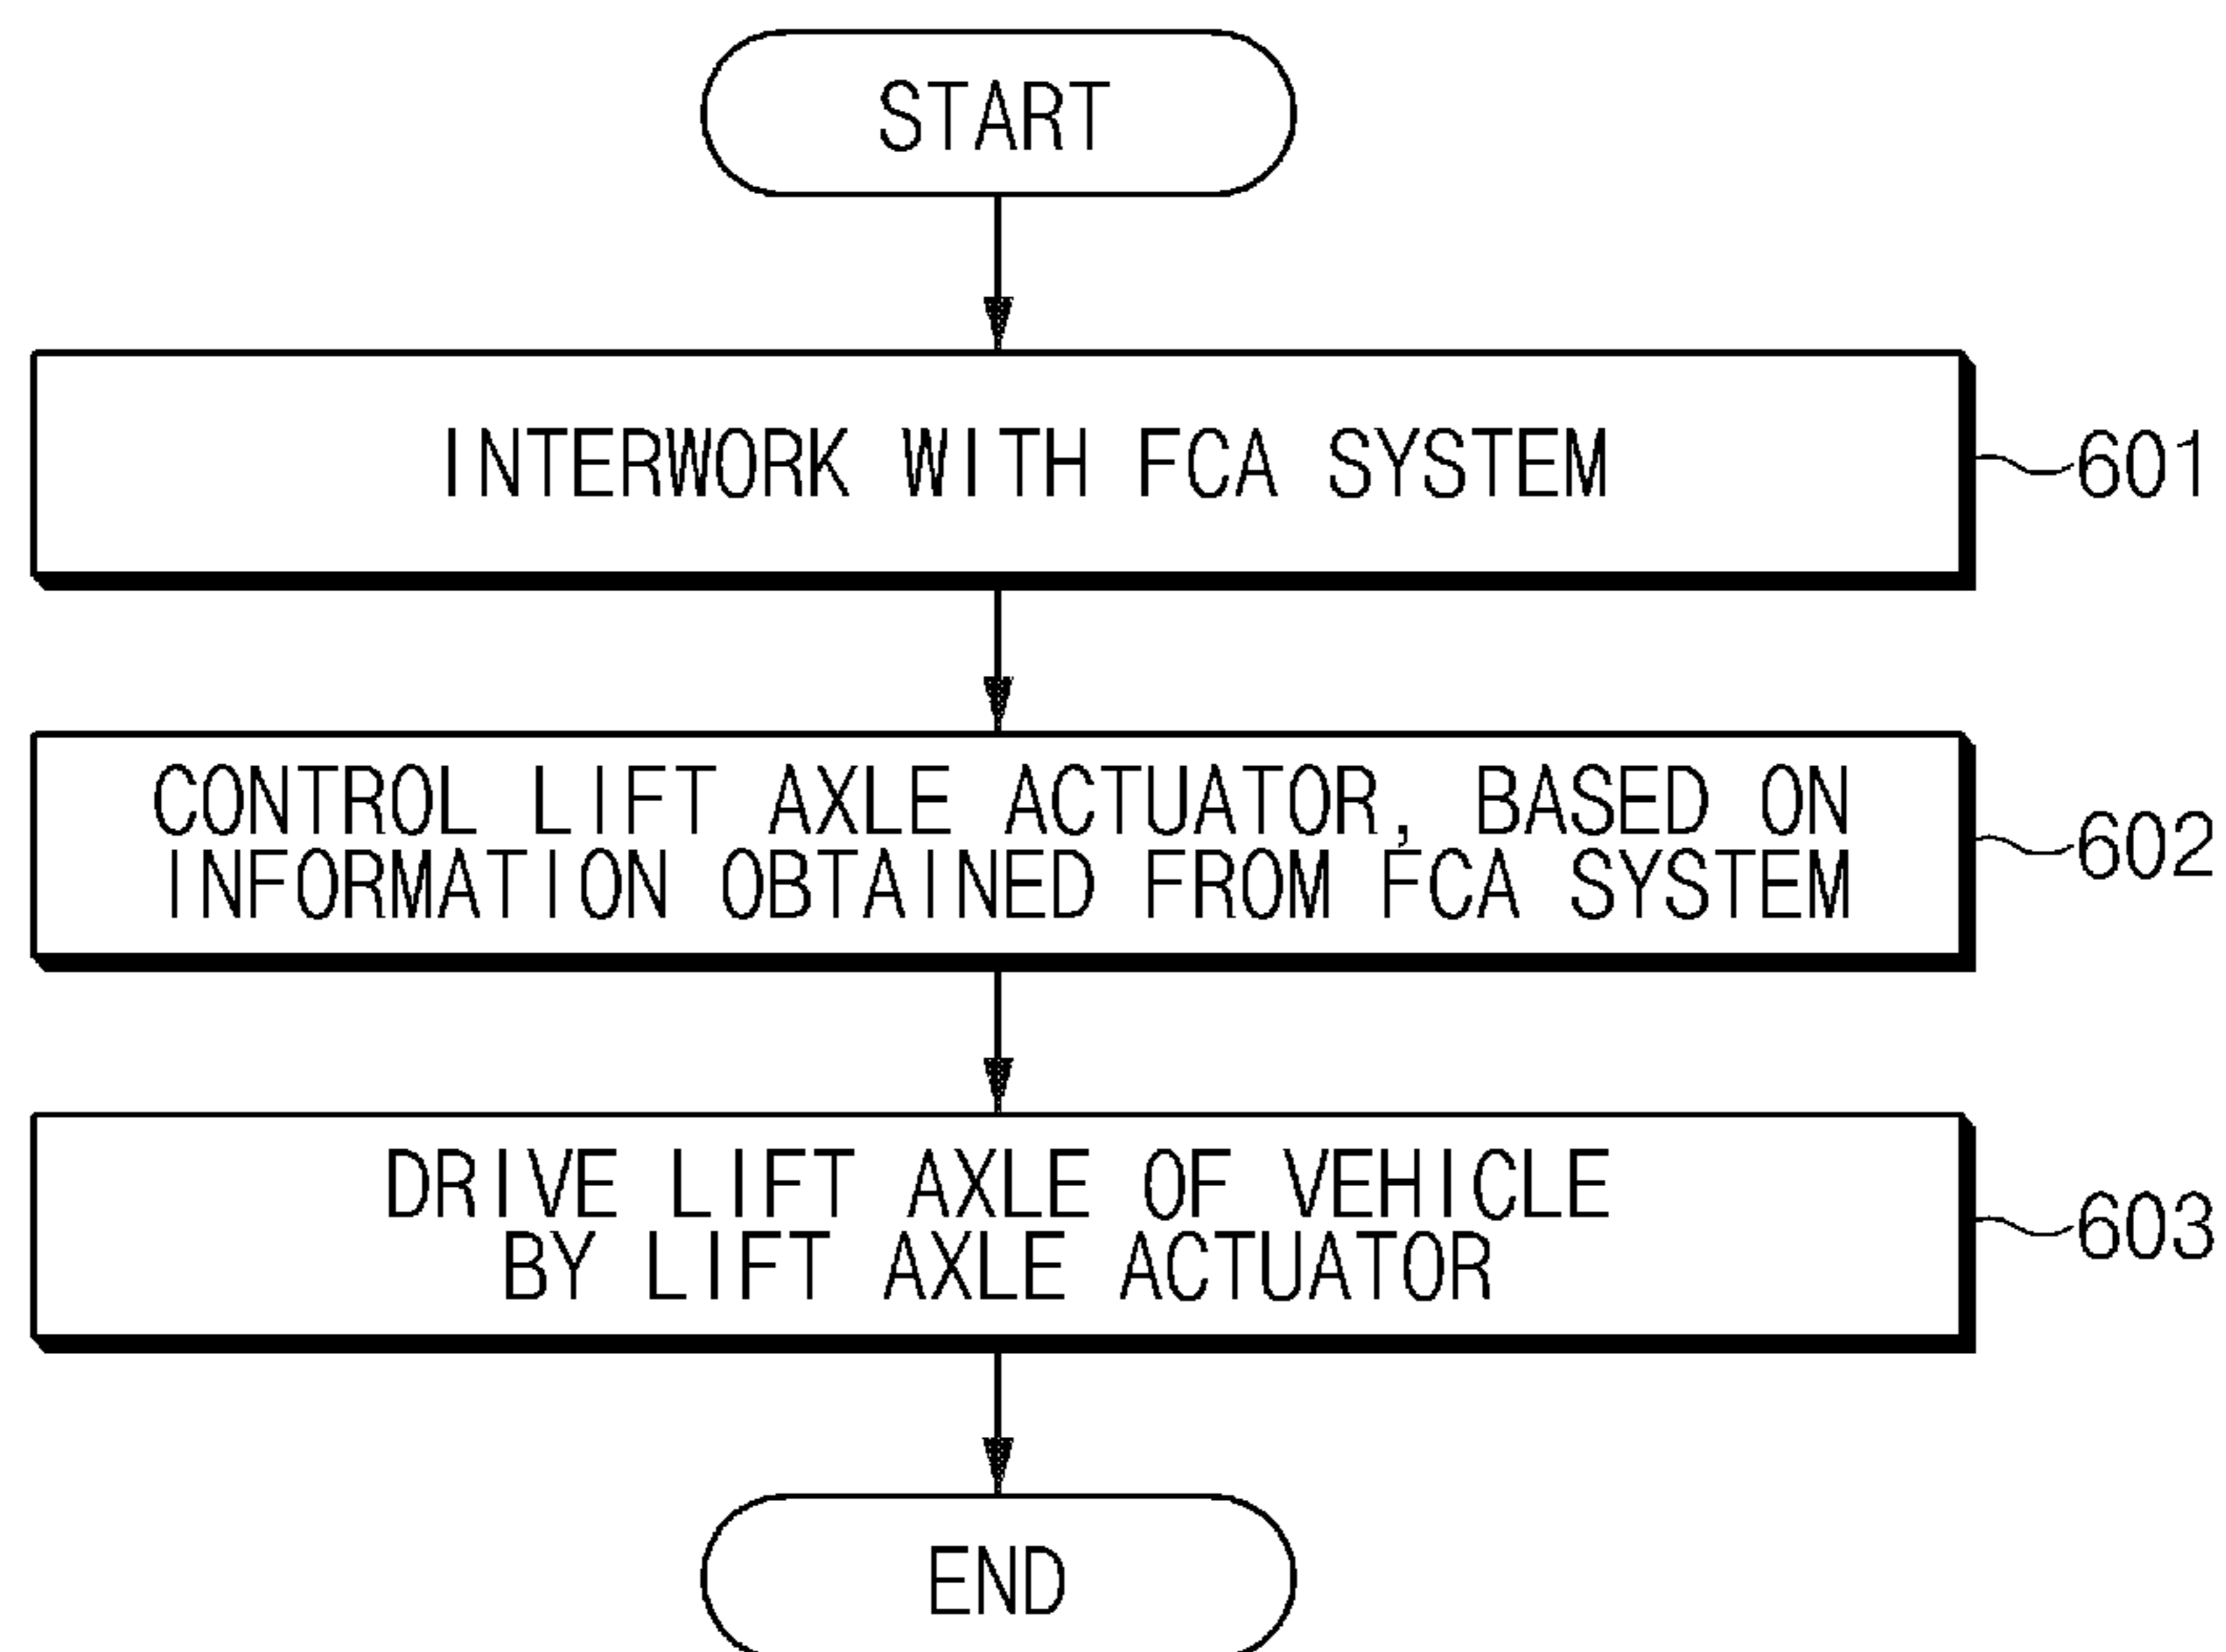 START
INTERWORK WITH FCA SYSTEM
601
CONTROL LIFT AXLE ACTUATOR, BASED ON
INFORMATION OBTAINED FROM FCA SYSTEM
602
DRIVE LIFT AXLE OF VEHICLE
BY LIFT AXLE ACTUATOR
603
END